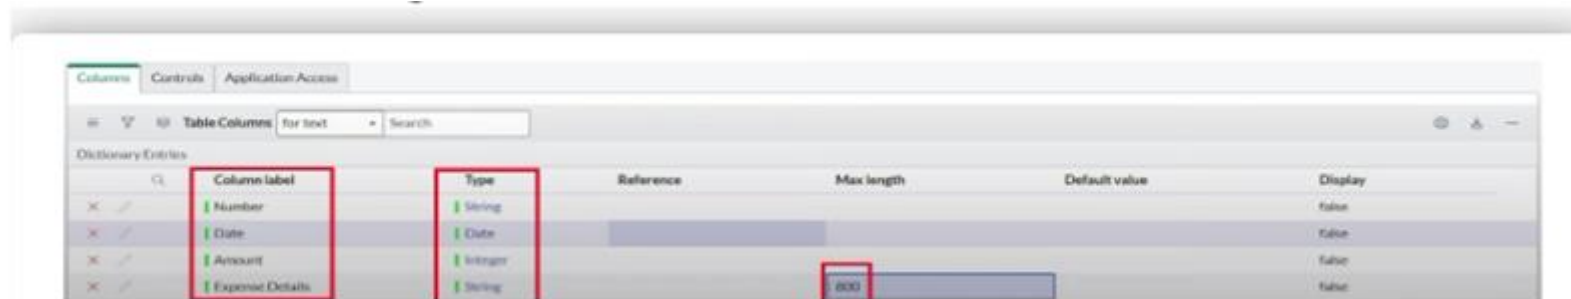 Columns Controls Application Access
Table Columns for text Search
Dictionary Entries
Column label Type Reference Max length Default value Display
Number String false
Date Date false
Amount Integer false
Expense Details String 800 false